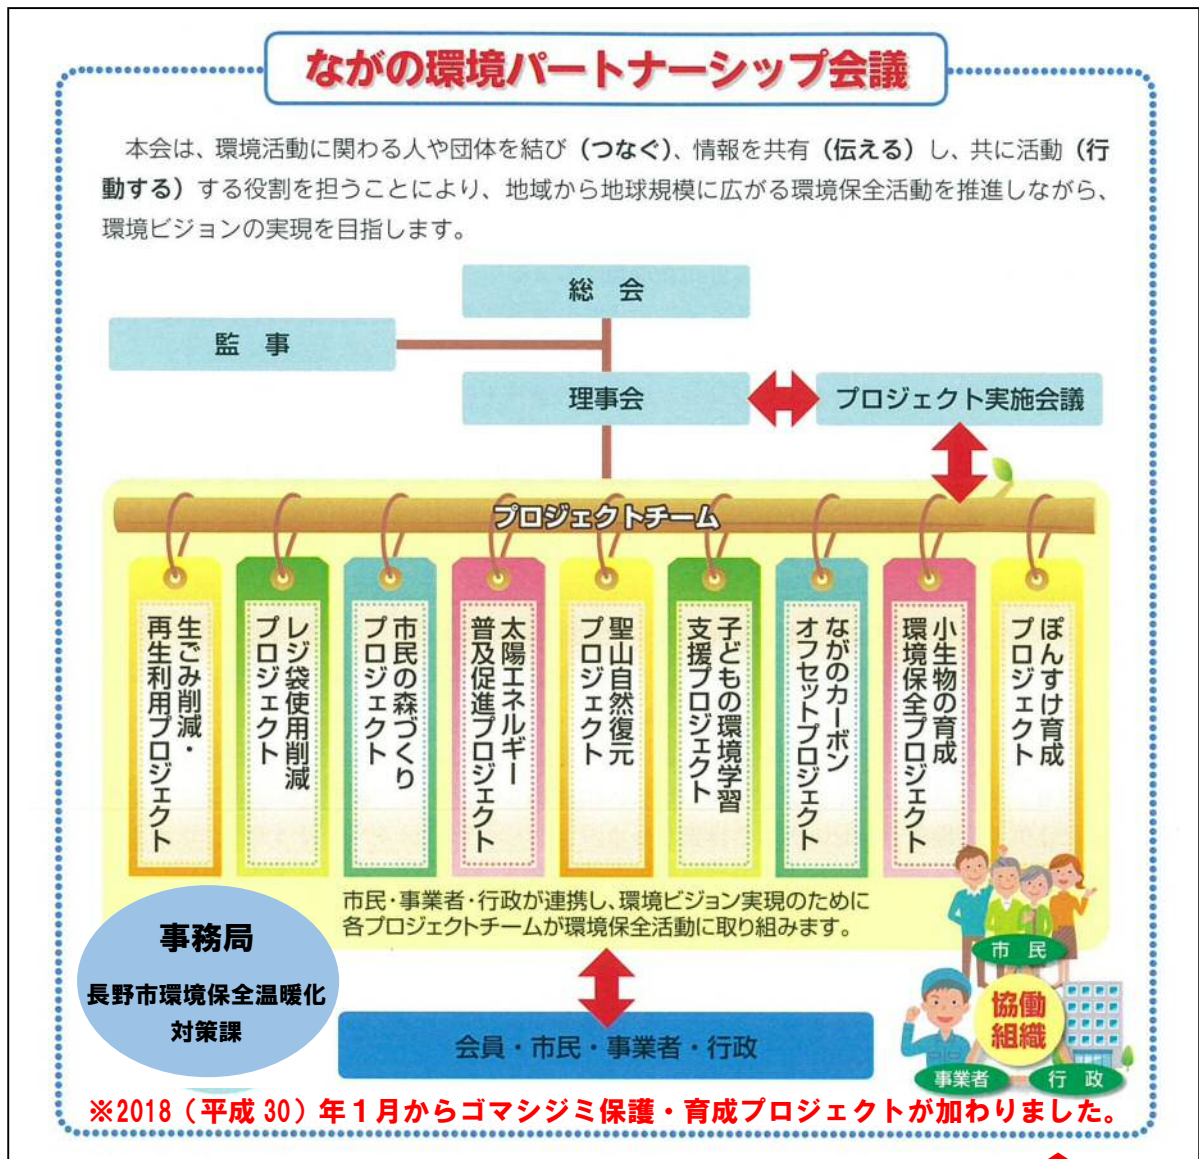 ながの環境パートナーシップ会議
本会は、環境活動に関わる人や団体を結び(つなぐ)、情報を共有(伝える)し、共に活動(行
動する)する役割を担うことにより、地域から地球規模に広がる環境保全活動を推進しながら、
環境ビジョンの実現を目指します。
総 会
監 事
理事会
プロジェクト実施会議
プロジェクトチーム
生ごみ削減・
再生利用プロジェクト
レジ袋使用削減
プロジェクト
市民の森づくり
プロジェクト
太陽エネルギー
普及促進プロジェクト
聖山自然復元
プロジェクト
子どもの環境学習
支援プロジェクト
ながのカーボン
オフセットプロジェクト
小生物の育成
環境保全プロジェクト
ぽんすけ育成
プロジェクト
市民・事業者・行政が連携し、環境ビジョン実現のために
各プロジェクトチームが環境保全活動に取り組みます。
事務局
長野市環境保全温暖化
対策課
会員・市民・事業者・行政
市 民
協働
組織
事業者
行 政
※2018(平成30)年1月からゴマシジミ保護・育成プロジェクトが加わりました。